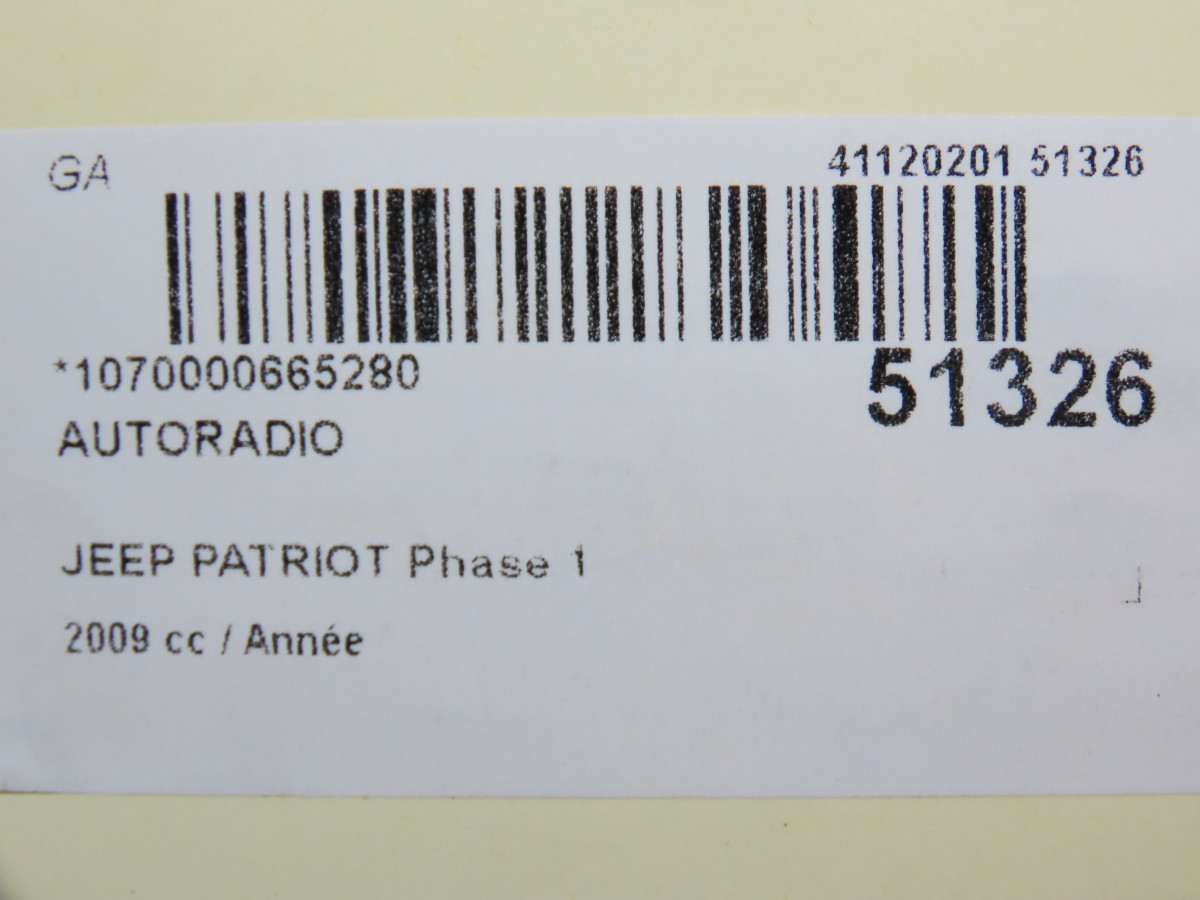 GA
41120201 51326
*1070000665280
51326
AUTORADIO
JEEP PATRIOT Phase 1
2009 cc / Année